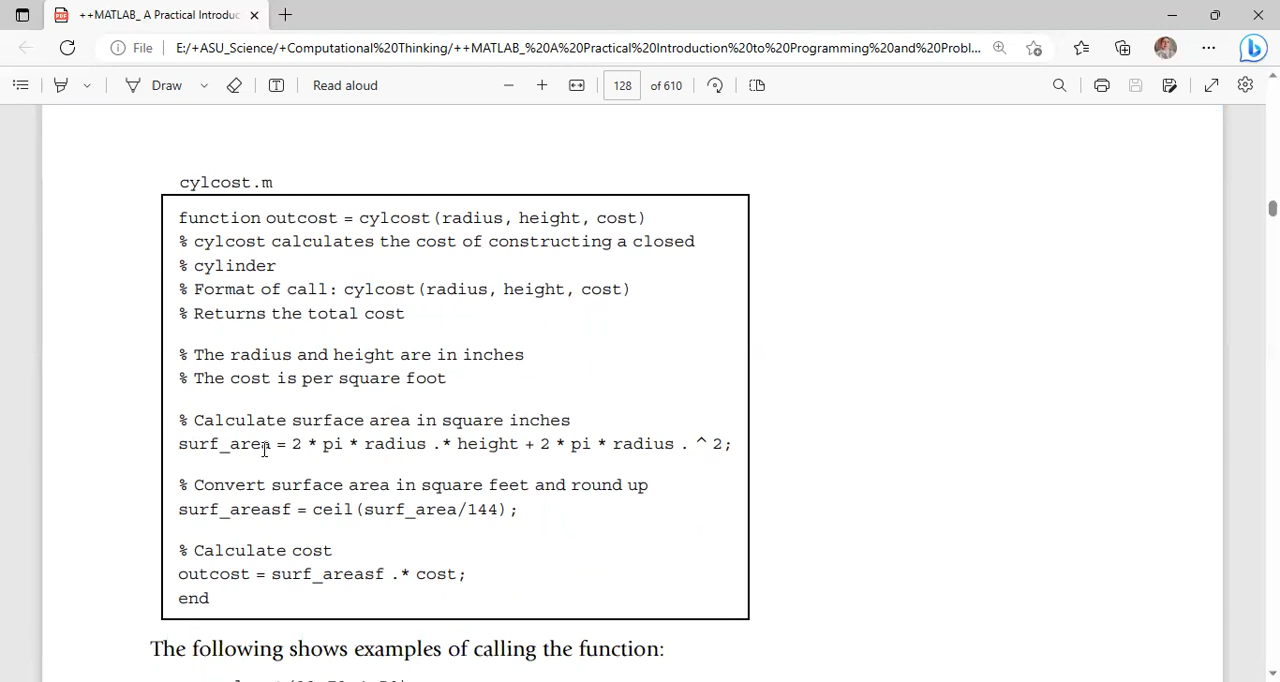 ++MATLAB_ A Practical Introduc
File
E:/+ASU_Science/+Computational%20Thinking/++MATLAB_%20A%20Practical%20Introduction%20to%20Programming%20and%20Probl...
Draw
Read aloud
128
of 610
cylcost.m
function outcost = cylcost(radius, height, cost)
% cylcost calculates the cost of constructing a closed
% cylinder
% Format of call: cylcost(radius, height, cost)
% Returns the total cost
% The radius and height are in inches
% The cost is per square foot
% Calculate surface area in square inches
surf_area = 2 * pi * radius .* height + 2 * pi * radius . ^ 2;
% Convert surface area in square feet and round up
surf_areasf = ceil(surf_area/144);
% Calculate cost
outcost = surf_areasf .* cost;
end
The following shows examples of calling the function: